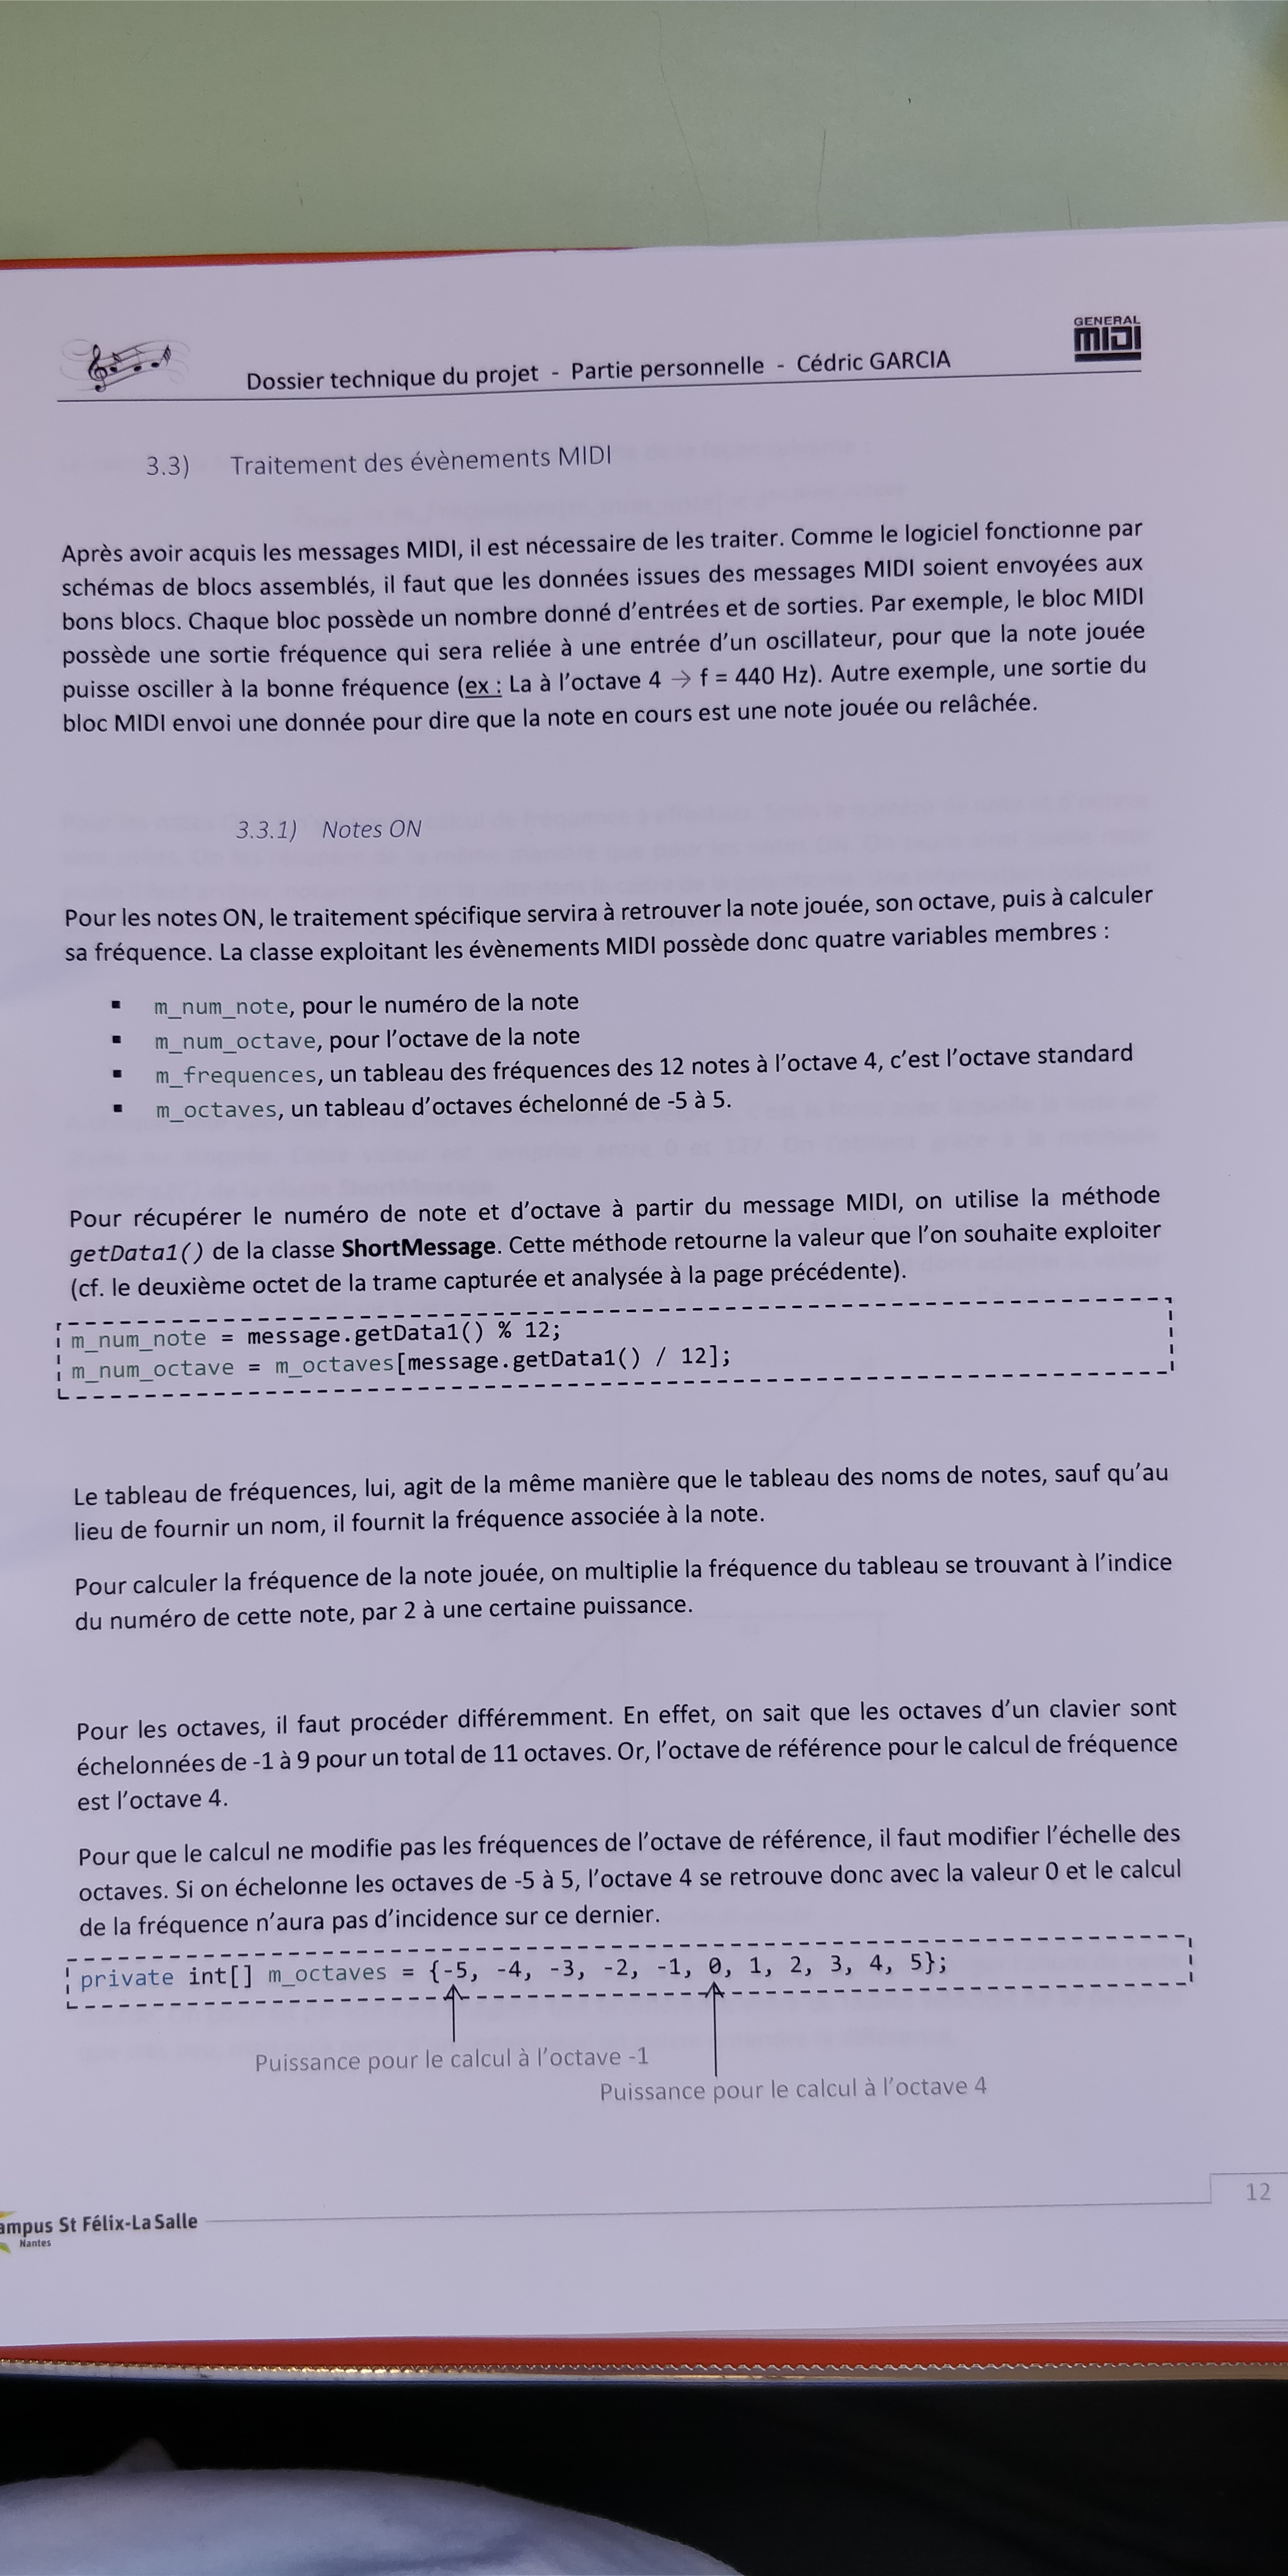 GENERAL
MIDI
Dossier technique du projet - Partie personnelle - Cédric GARCIA
3.3) Traitement des évènements MIDI
Après avoir acquis les messages MIDI, il est nécessaire de les traiter. Comme le logiciel fonctionne par
schémas de blocs assemblés, il faut que les données issues des messages MIDI soient envoyées aux
bons blocs. Chaque bloc possède un nombre donné d'entrées et de sorties. Par exemple, le bloc MIDI
possède une sortie fréquence qui sera reliée à une entrée d'un oscillateur, pour que la note jouée
puisse osciller à la bonne fréquence (ex : La à l'octave 4 → f = 440 Hz). Autre exemple, une sortie du
bloc MIDI envoi une donnée pour dire que la note en cours est une note jouée ou relâchée.
3.3.1) Notes ON
Pour les notes ON, le traitement spécifique servira à retrouver la note jouée, son octave, puis à calculer
sa fréquence. La classe exploitant les évènements MIDI possède donc quatre variables membres :
▪ m_num_note, pour le numéro de la note
▪ m_num_octave, pour l'octave de la note
▪ m_frequences, un tableau des fréquences des 12 notes à l'octave 4, c'est l'octave standard
▪ m_octaves, un tableau d'octaves échelonné de -5 à 5.
Pour récupérer le numéro de note et d'octave à partir du message MIDI, on utilise la méthode
getData1() de la classe ShortMessage. Cette méthode retourne la valeur que l'on souhaite exploiter
(cf. le deuxième octet de la trame capturée et analysée à la page précédente).
m_num_note = message.getData1() % 12;
m_num_octave = m_octaves[message.getData1() / 12];
Le tableau de fréquences, lui, agit de la même manière que le tableau des noms de notes, sauf qu'au
lieu de fournir un nom, il fournit la fréquence associée à la note.
Pour calculer la fréquence de la note jouée, on multiplie la fréquence du tableau se trouvant à l'indice
du numéro de cette note, par 2 à une certaine puissance.
Pour les octaves, il faut procéder différemment. En effet, on sait que les octaves d'un clavier sont
échelonnées de -1 à 9 pour un total de 11 octaves. Or, l'octave de référence pour le calcul de fréquence
est l'octave 4.
Pour que le calcul ne modifie pas les fréquences de l'octave de référence, il faut modifier l'échelle des
octaves. Si on échelonne les octaves de -5 à 5, l'octave 4 se retrouve donc avec la valeur 0 et le calcul
de la fréquence n'aura pas d'incidence sur ce dernier.
private int[] m_octaves = {-5, -4, -3, -2, -1, 0, 1, 2, 3, 4, 5};
Puissance pour le calcul à l'octave -1
Puissance pour le calcul à l'octave 4
12
ampus St Félix-La Salle
Nantes